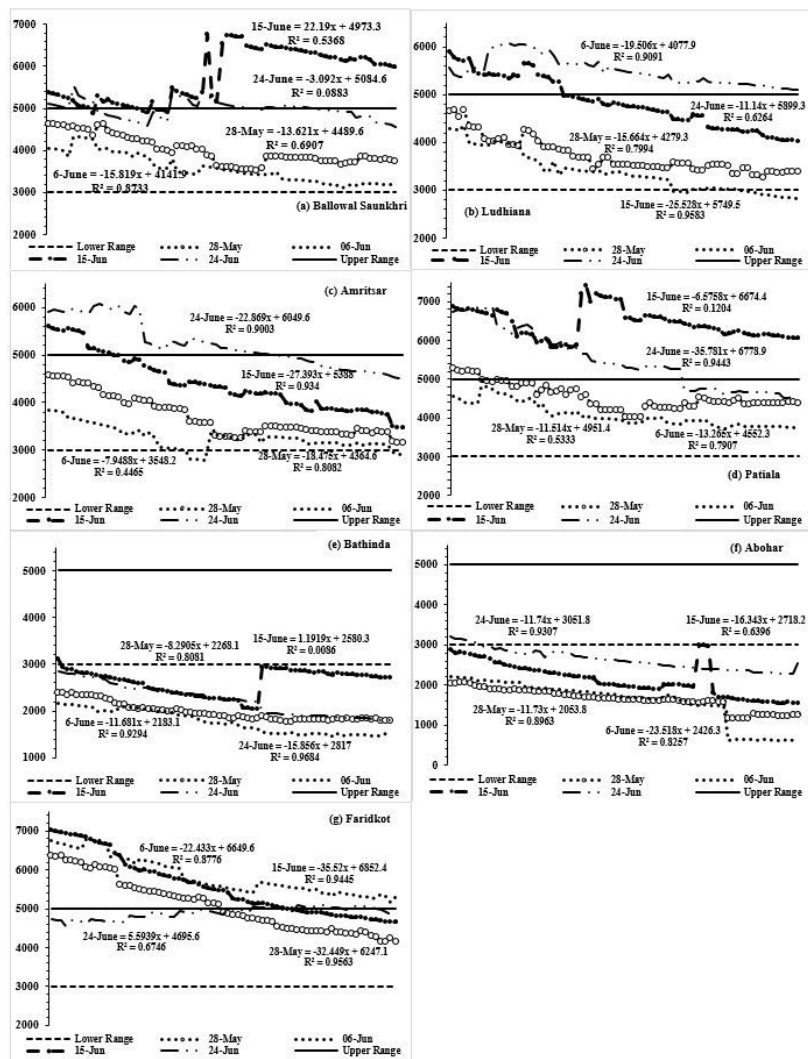 7000
6000
5000
4000
3000
2000
15-June = 22.19x + 4973.3
R² = 0.5368
24-June = -3.092x + 5084.6
R² = 0.0883
28-May = -13.621x + 4489.6
R² = 0.6907
6-June = -15.819x + 4141.9
R² = 0.8733
(a) Ballowal Saunkhri
Lower Range 28-May 06-Jun
15-Jun 24-Jun Upper Range
6000
5000
4000
3000
2000
6-June = -19.506x + 4077.9
R² = 0.9091
24-June = -11.14x + 5899.3
R² = 0.6264
28-May = -15.664x + 4279.3
R² = 0.7994
15-June = -25.528x + 5749.5
R² = 0.9583
(b) Ludhiana
Lower Range 28-May 06-Jun
15-Jun 24-Jun Upper Range
6000
5000
4000
3000
2000
(c) Amritsar
24-June = -22.869x + 6049.6
R² = 0.9003
15-June = -27.393x + 5388
R² = 0.934
6-June = -7.9488x + 3548.2
R² = 0.4465
28-May = -18.475x + 4364.6
R² = 0.8082
Lower Range 28-May 06-Jun
15-Jun 24-Jun Upper Range
7000
6000
5000
4000
3000
2000
15-June = -6.5758x + 6674.4
R² = 0.1204
24-June = -35.781x + 6778.9
R² = 0.9443
28-May = -11.514x + 4951.4
R² = 0.5333
6-June = -13.265x + 4552.3
R² = 0.7907
(d) Patiala
Lower Range 28-May 06-Jun
15-Jun 24-Jun Upper Range
(e) Bathinda
5000
4000
3000
2000
1000
28-May = -8.2905x + 2268.1
R² = 0.8081
15-June = 1.1919x + 2580.3
R² = 0.0086
6-June = -11.681x + 2183.1
R² = 0.9294
24-June = -15.856x + 2817
R² = 0.9684
Lower Range 28-May 06-Jun
15-Jun 24-Jun Upper Range
(f) Abohar
5000
4000
3000
2000
1000
0
24-June = -11.74x + 3051.8
R² = 0.9307
15-June = -16.343x + 2718.2
R² = 0.6396
28-May = -11.73x + 2053.8
R² = 0.8963
6-June = -23.518x + 2426.3
R² = 0.8257
Lower Range 28-May 06-Jun
15-Jun 24-Jun Upper Range
(g) Faridkot
7000
6000
5000
4000
3000
2000
6-June = -22.433x + 6649.6
R² = 0.8776
15-June = -35.52x + 6852.4
R² = 0.9445
24-June = 5.5939x + 4695.6
R² = 0.6746
28-May = -32.449x + 6247.1
R² = 0.9563
Lower Range 28-May 06-Jun
15-Jun 24-Jun Upper Range